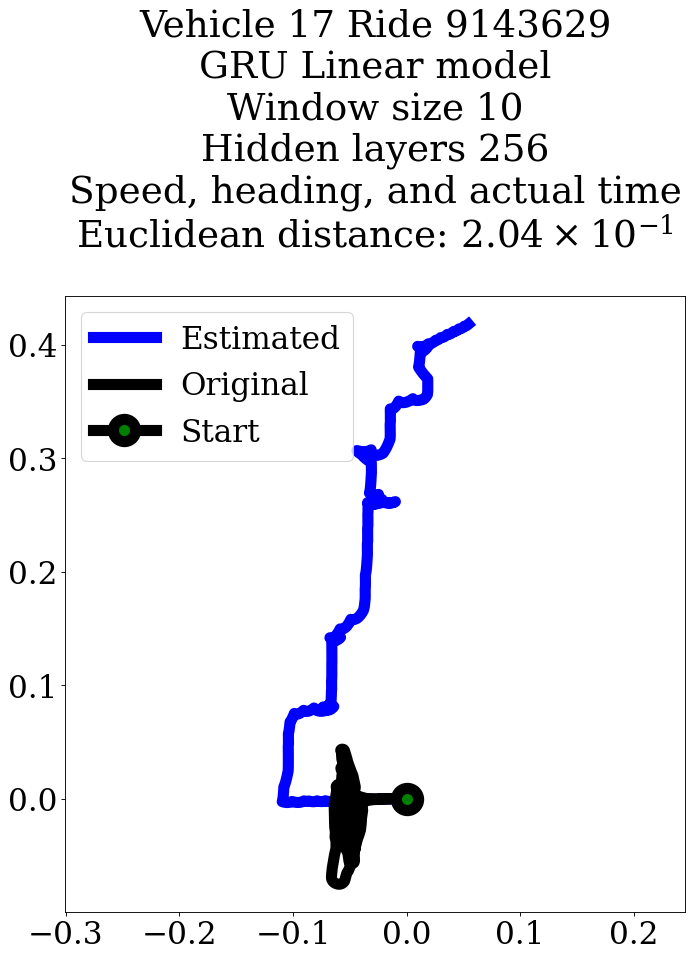 Vehicle 17 Ride 9143629
GRU Linear model
Window size 10
Hidden layers 256
Speed, heading, and actual time
Euclidean distance: 2.04 × 10⁻¹
Estimated
Original
Start
0.4
0.3
0.2
0.1
0.0
−0.3 −0.2 −0.1 0.0 0.1 0.2